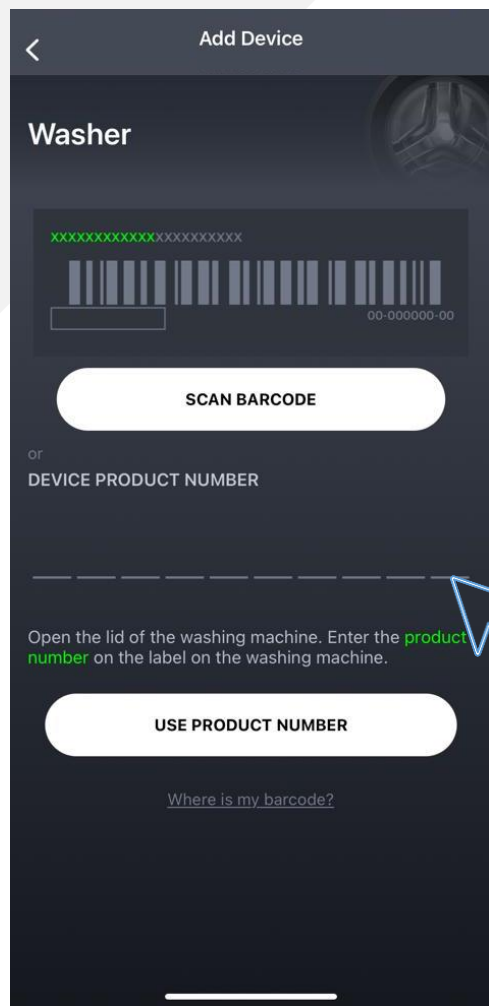 Add Device
Washer
xxxxxxxxxxxxxxxxxxxxxx
00-000000-00
SCAN BARCODE
or
DEVICE PRODUCT NUMBER
Open the lid of the washing machine. Enter the product
number on the label on the washing machine.
USE PRODUCT NUMBER
Where is my barcode?